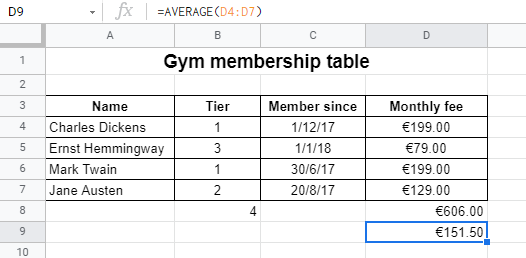 D9 fx =AVERAGE(D4:D7)
A B C D
1 Gym membership table
2
3 Name Tier Member since Monthly fee
4 Charles Dickens 1 1/12/17 €199.00
5 Ernst Hemmingway 3 1/1/18 €79.00
6 Mark Twain 1 30/6/17 €199.00
7 Jane Austen 2 20/8/17 €129.00
8 4 €606.00
9 €151.50
10